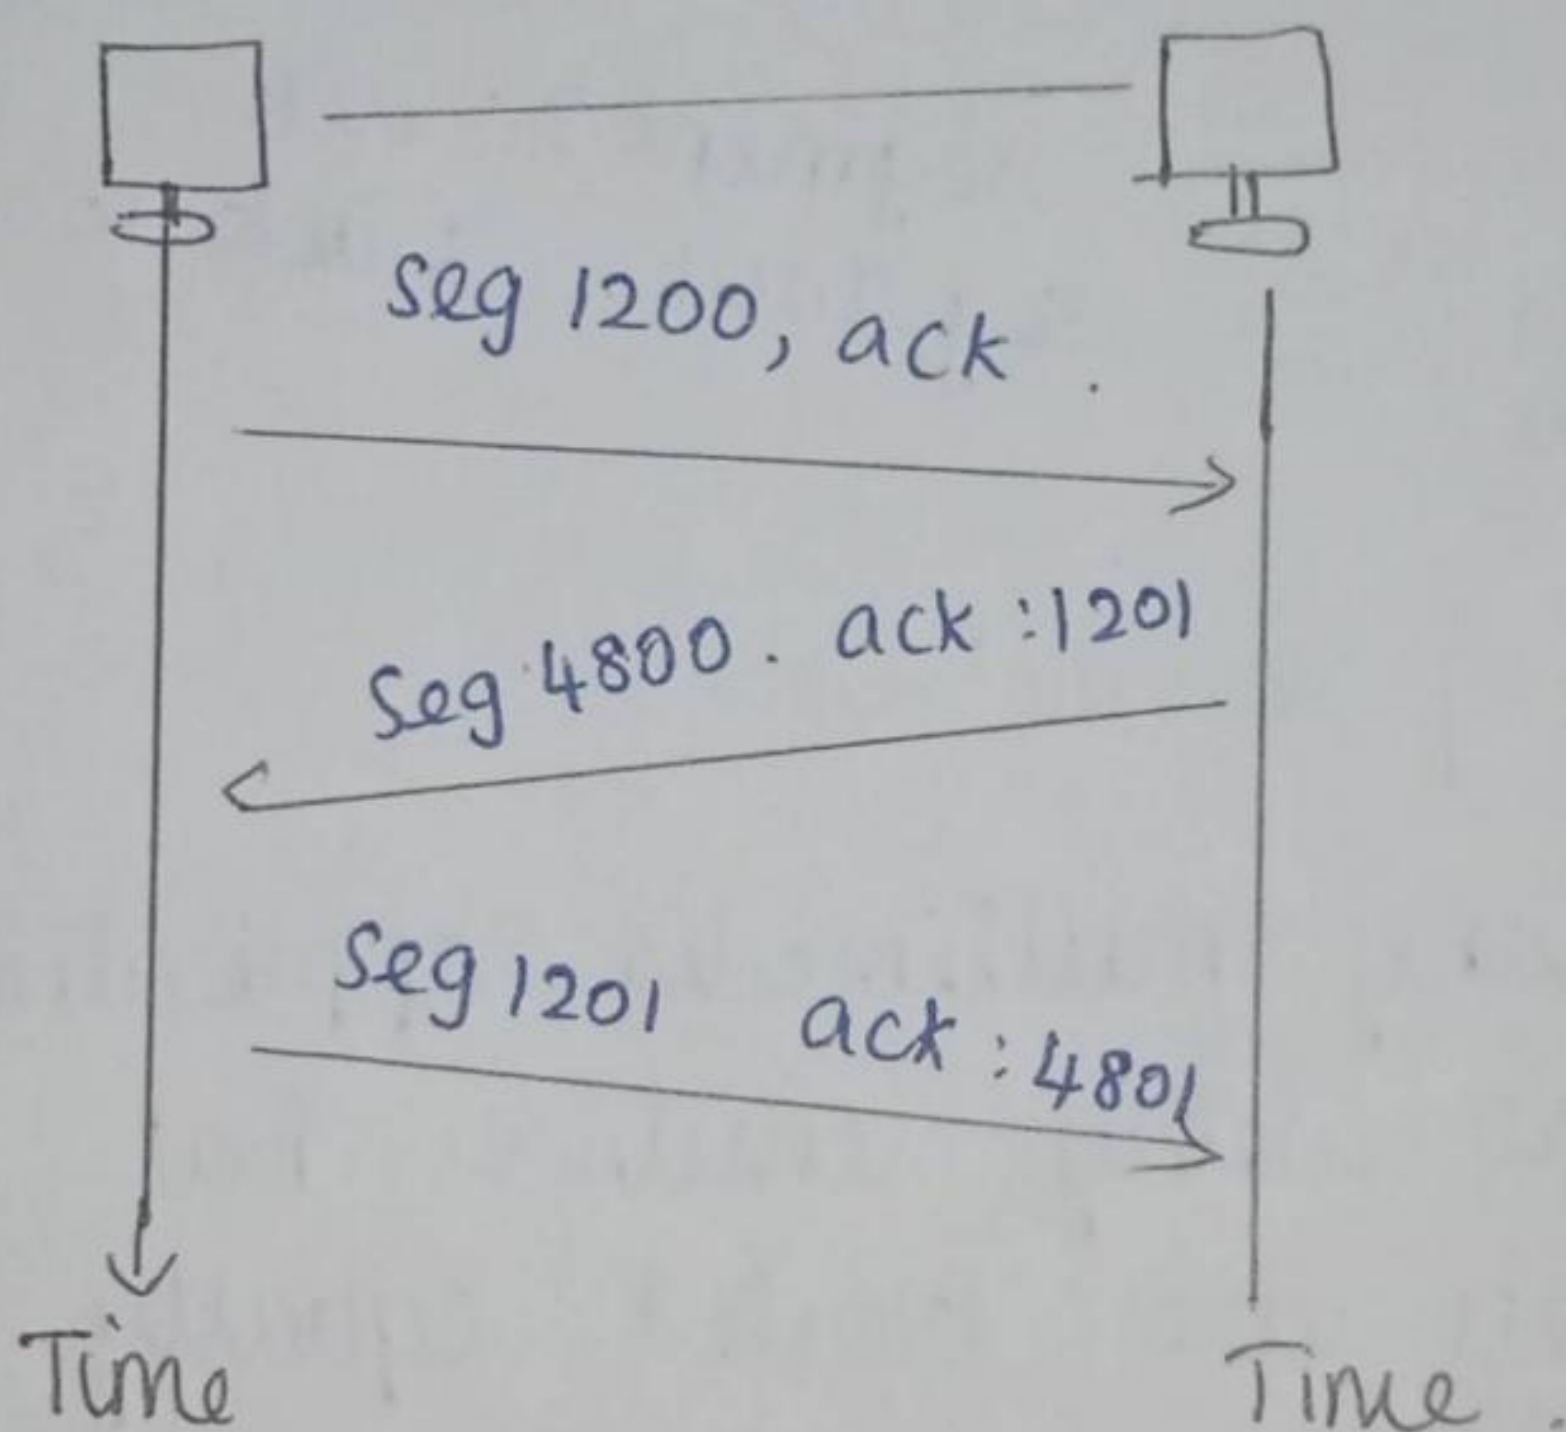 seg 1200, ack .
Seg 4800. ack :1201
Seg 1201 ack :4801
Time
Time .